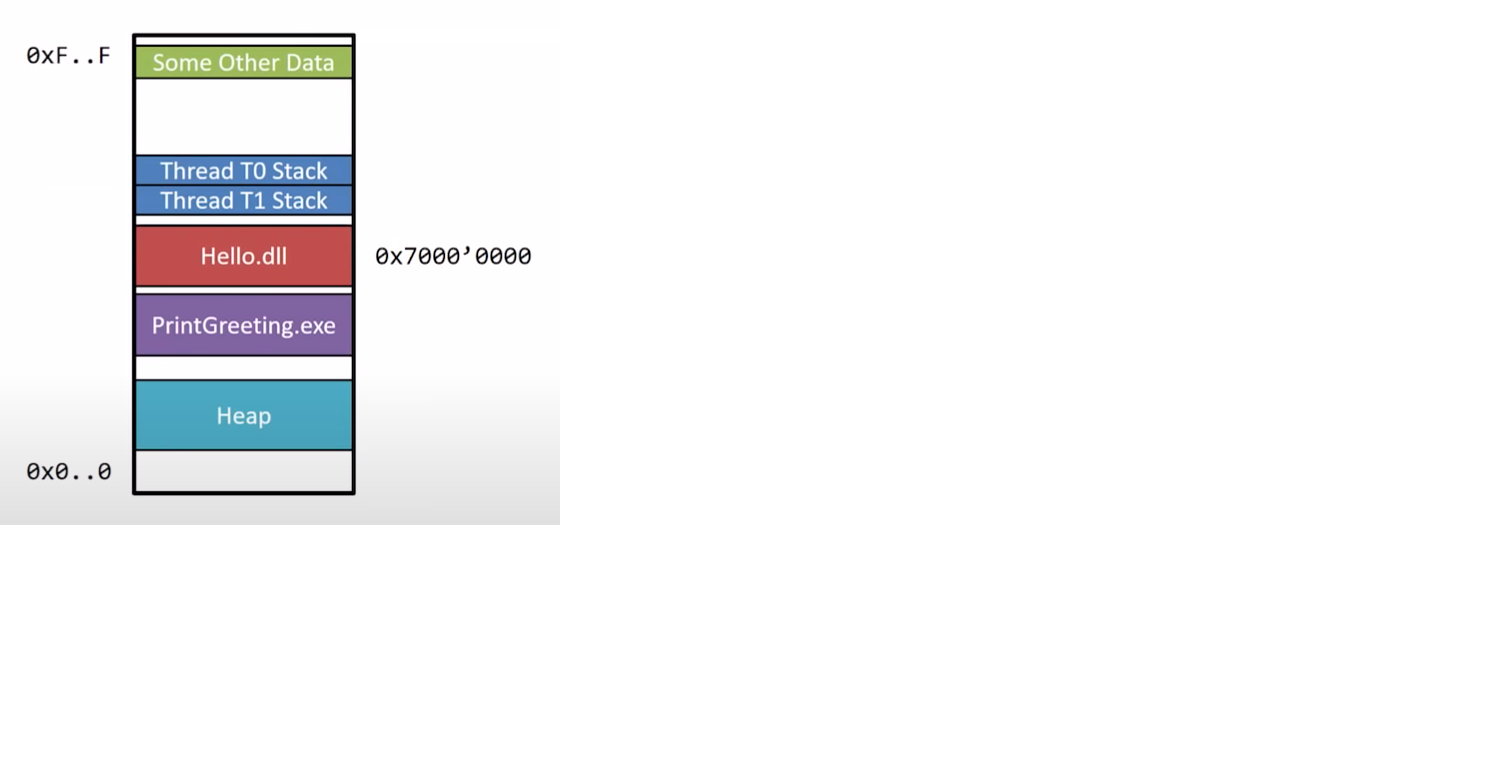 0xF..F
Some Other Data
Thread T0 Stack
Thread T1 Stack
Hello.dll
0x7000’0000
PrintGreeting.exe
Heap
0x0..0